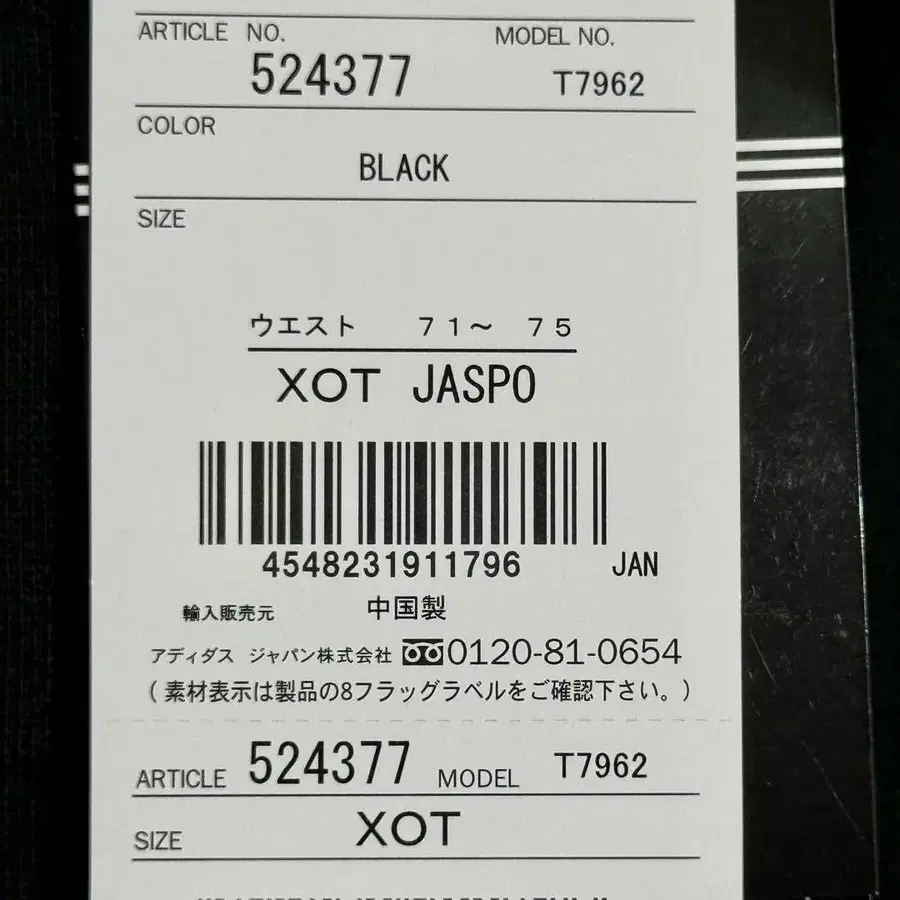 ARTICLE NO. MODEL NO.
524377 T7962
COLOR
BLACK
SIZE
ウエスト 71～ 75
XOT JASPO
4548231911796 JAN
輸入販売元 中国製
アディダス ジャパン株式会社 0120-81-0654
(素材表示は製品の8フラッグラベルをご確認下さい。)
ARTICLE 524377 MODEL T7962
SIZE XOT